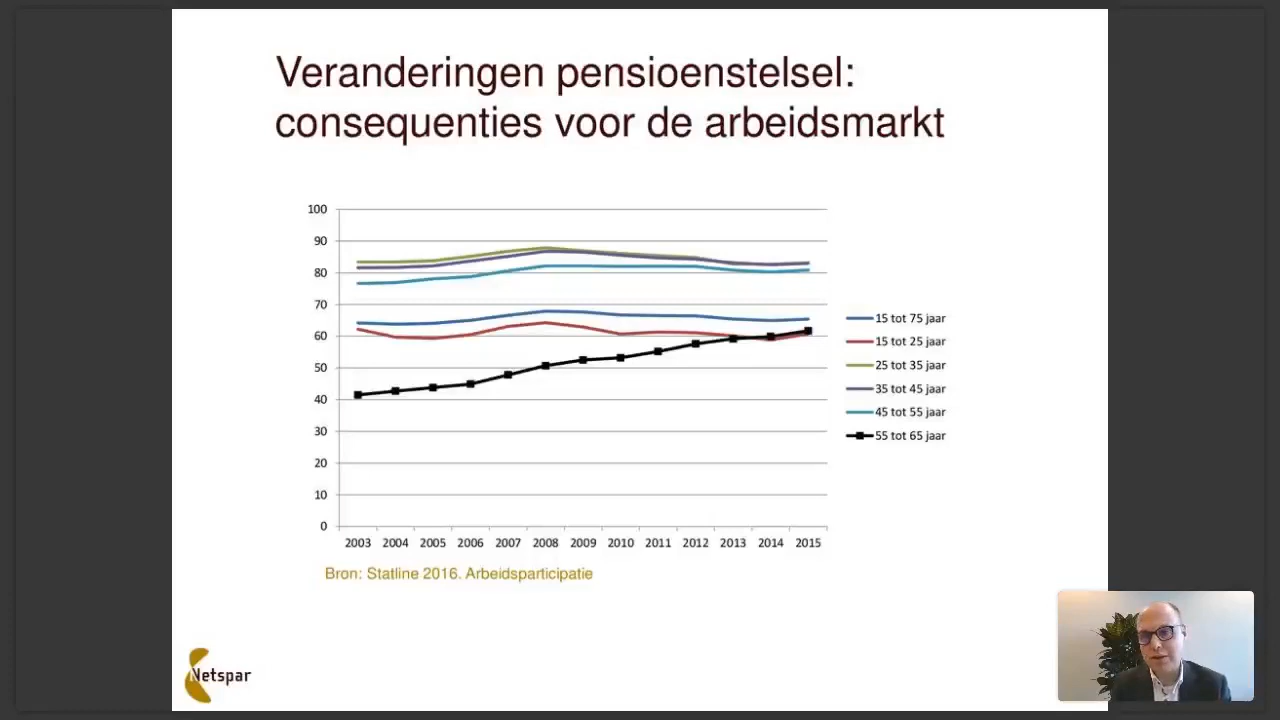 Veranderingen pensioenstelsel:
consequenties voor de arbeidsmarkt
100
90
80
70
60
50
40
30
20
10
0
2003 2004 2005 2006 2007 2008 2009 2010 2011 2012 2013 2014 2015
15 tot 75 jaar
15 tot 25 jaar
25 tot 35 jaar
35 tot 45 jaar
45 tot 55 jaar
55 tot 65 jaar
Bron: Statline 2016. Arbeidsparticipatie
Netspar